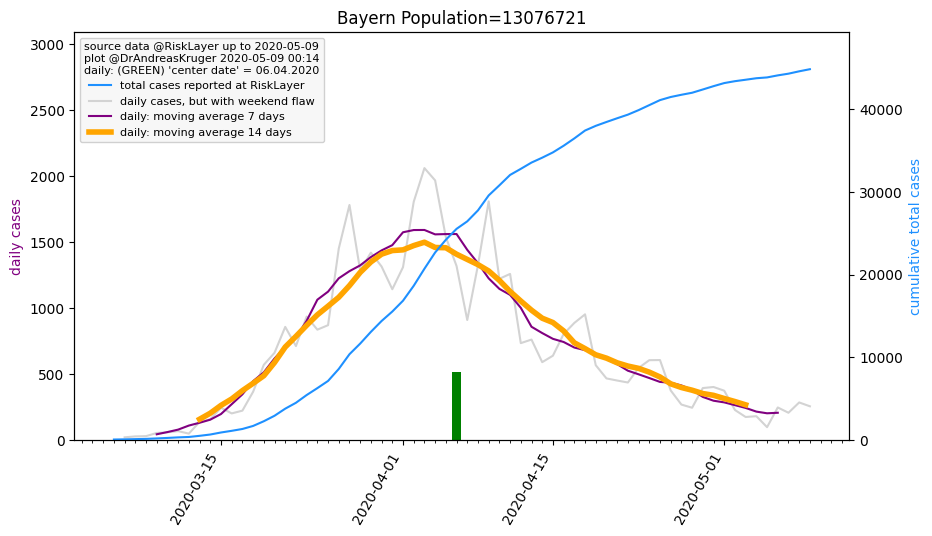 Bayern Population=13076721
source data @RiskLayer up to 2020-05-09
plot @DrAndreasKruger 2020-05-09 00:14
daily: (GREEN) 'center date' = 06.04.2020
total cases reported at RiskLayer
daily cases, but with weekend flaw
daily: moving average 7 days
daily: moving average 14 days
daily cases
3000
2500
2000
1500
1000
500
0
cumulative total cases
40000
30000
20000
10000
0
2020-03-15
2020-04-01
2020-04-15
2020-05-01